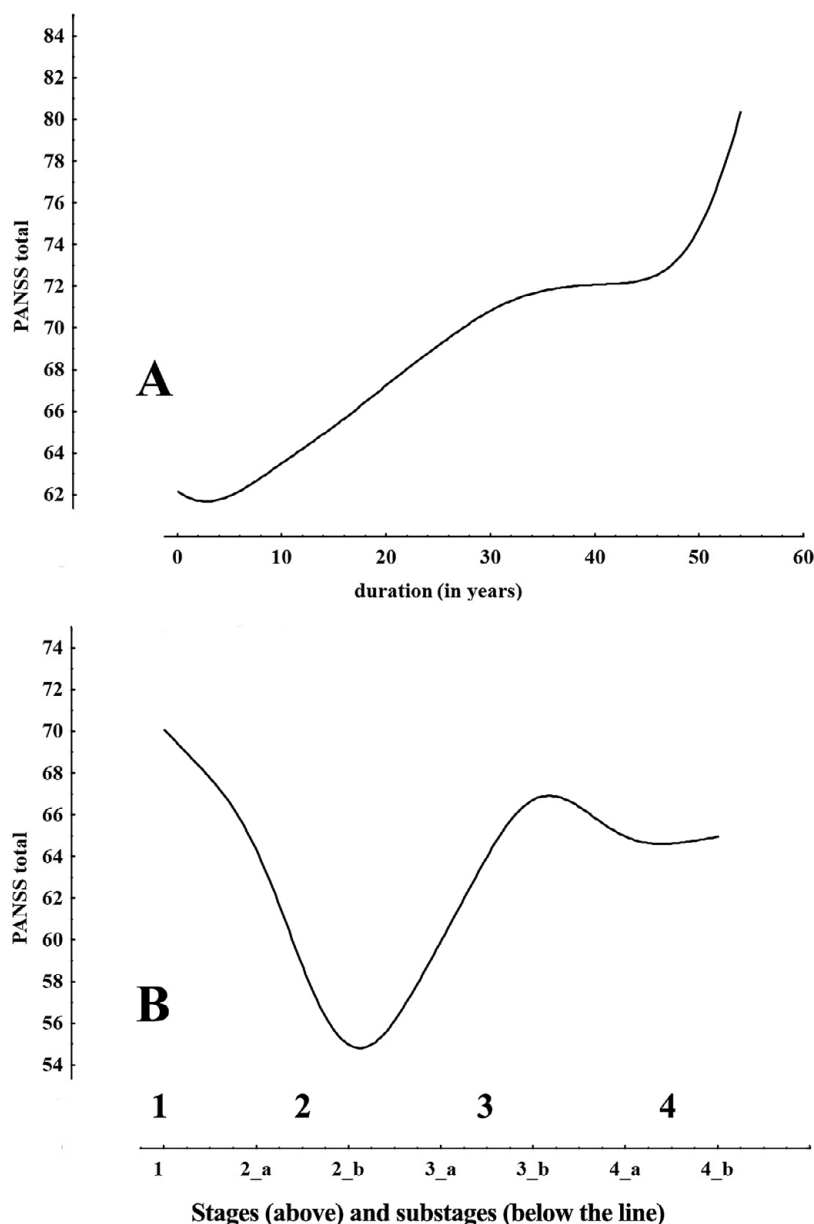 84
82
80
78
76
74
72
70
68
66
64
62
PANSS total
A
0 10 20 30 40 50 60
duration (in years)
74
72
70
68
66
64
62
60
58
56
54
PANSS total
B
1 2 3 4
1 2_a 2_b 3_a 3_b 4_a 4_b
Stages (above) and substages (below the line)